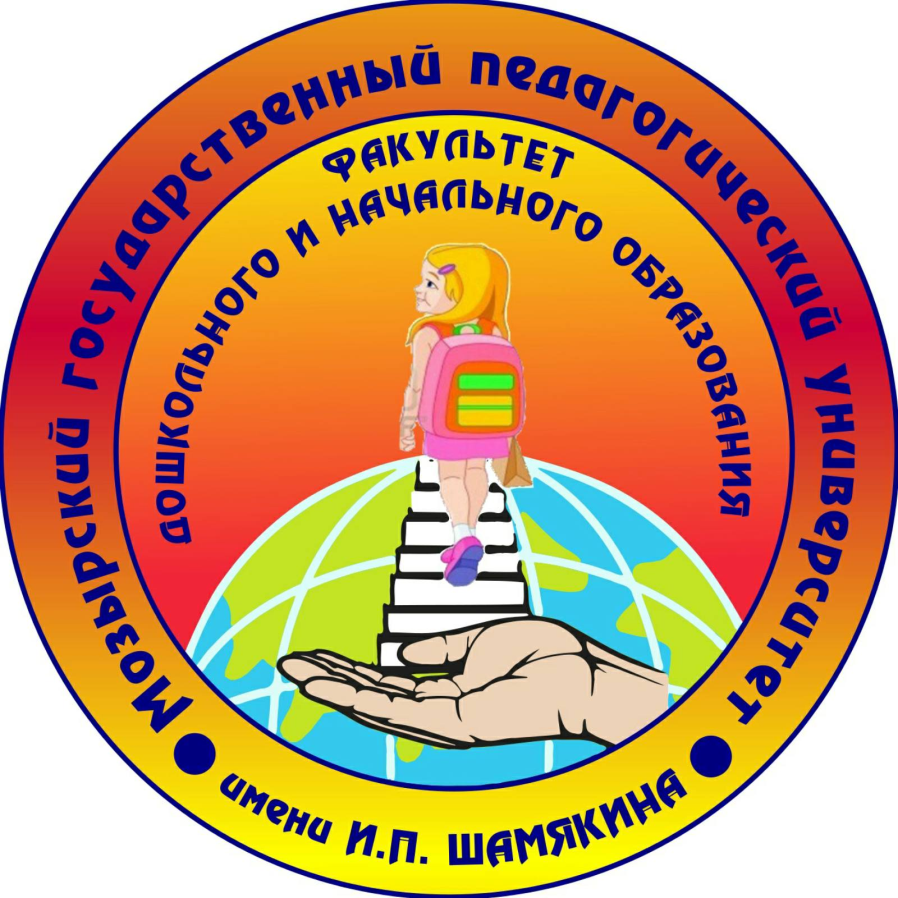 Мозырский государственный педагогический университет
имени И.П. ШАМЯКИНА
ФАКУЛЬТЕТ
ДОШКОЛЬНОГО И НАЧАЛЬНОГО ОБРАЗОВАНИЯ